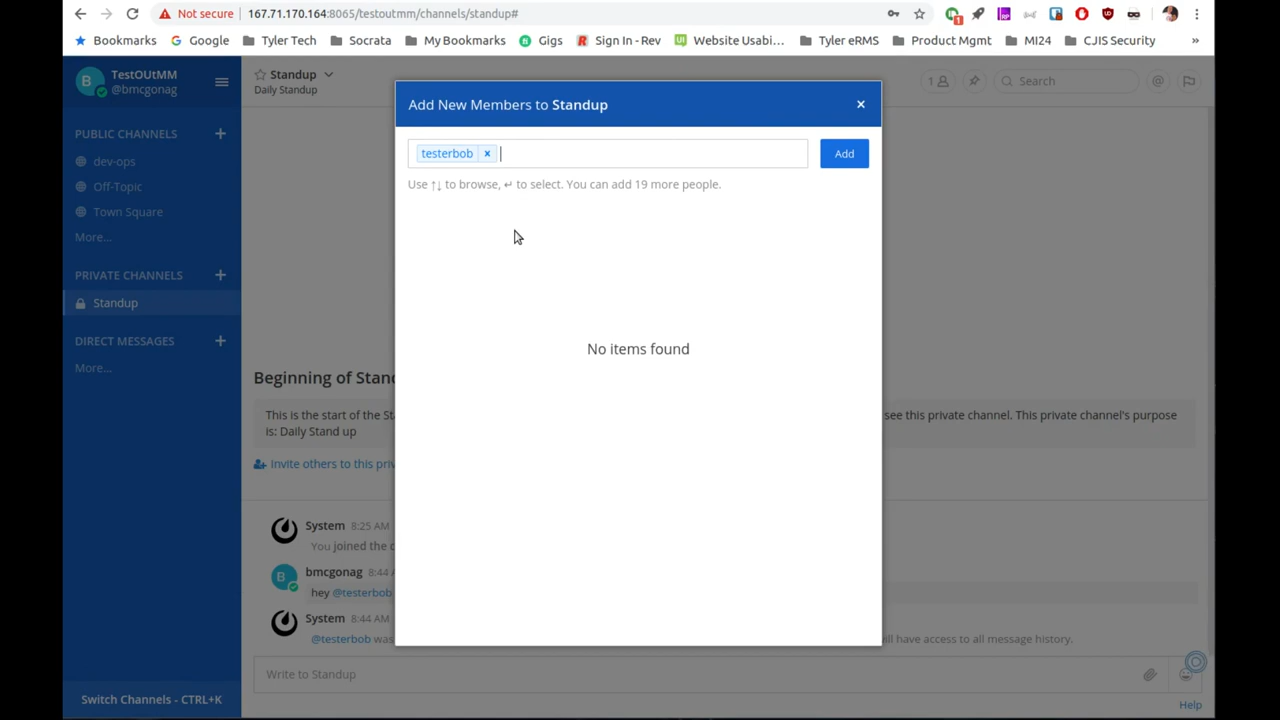 Not secure 167.71.170.164:8065/testoutmm/channels/standup#
1
Bookmarks Google Tyler Tech Socrata My Bookmarks Gigs Sign In - Rev Website Usabi... Tyler eRMS Product Mgmt MI24 CJIS Security »
B TestOUtMM
@bmcgonag
Standup
Daily Standup
1 Search @
Add New Members to Standup ×
testerbob × Add
Use ↑↓ to browse, ↵ to select. You can add 19 more people.
No items found
PUBLIC CHANNELS +
dev-ops
Off-Topic
Town Square
More...
PRIVATE CHANNELS +
Standup
DIRECT MESSAGES +
More...
Beginning of Stan
This is the start of the St see this private channel. This private channel's purpose
is: Daily Stand up
Invite others to this priv
System 8:25 AM
You joined the c
B bmcgonag 8:44
hey @testerbob
System 8:44 AM
@testerbob was ill have access to all message history.
Write to Standup
Switch Channels - CTRL+K
Help